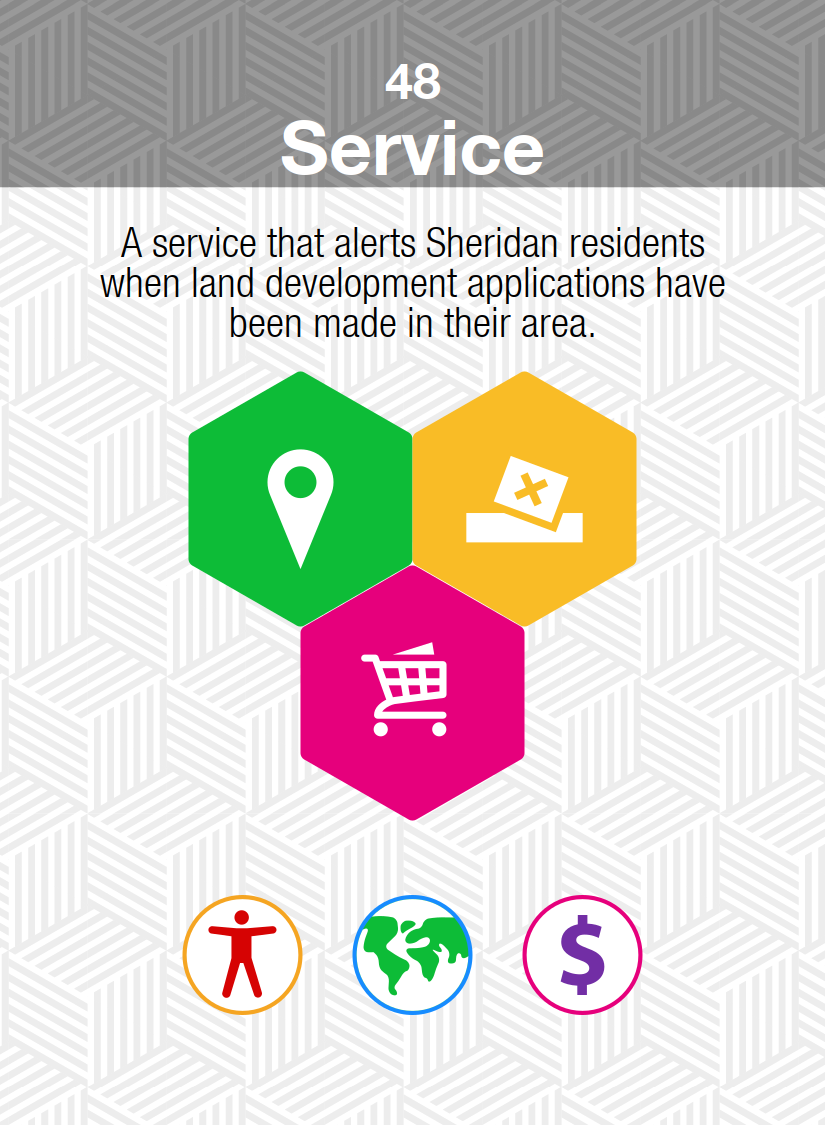 48
Service
A service that alerts Sheridan residents
when land development applications have
been made in their area.
$